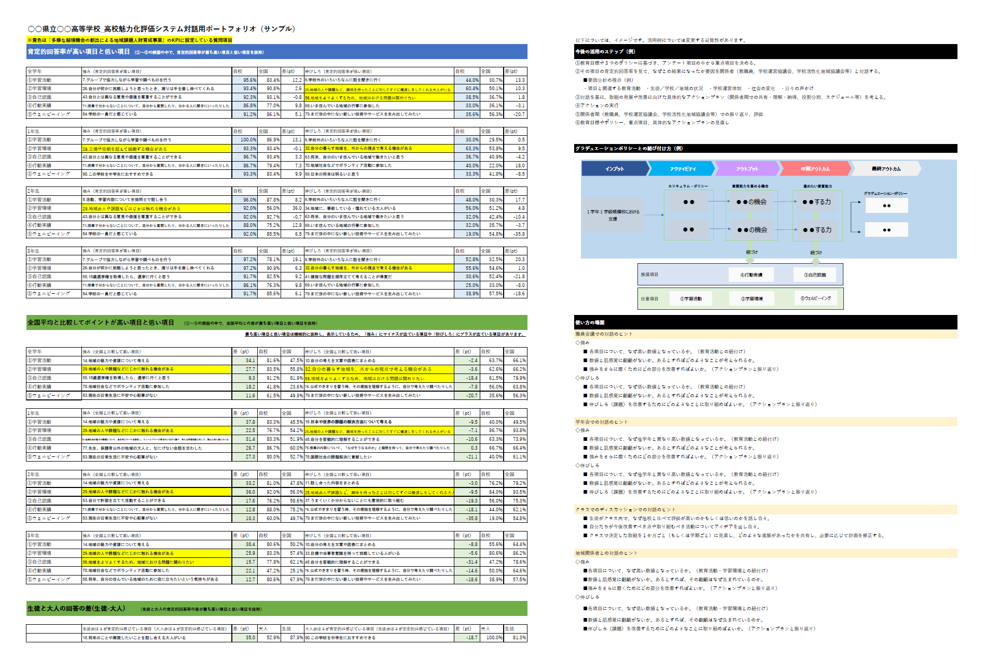 〇〇県立〇〇高等学校_高校魅力化評価システム対話用ポートフォリオ（サンプル）
※黄色は「多様な越境機会の創出による地域課題人財育成事業」のKPIに設定している質問項目
肯定的回答率が高い項目と低い項目　（①～⑤の側面の中で、肯定的回答率が最も高い項目と低い項目を抜粋）
全学年 強み（肯定的回答率が高い項目） 自校 全国 差(pt) 伸びしろ（肯定的回答率が低い項目） 自校 全国 差(pt)
①学習活動 7.グループで協力しながら学習や調べものを行う 95.6% 83.4% 12.2 6.学校外のいろいろな人に話を聞きに行く 44.0% 30.7% 13.3
②学習環境 26.自分が何かに挑戦しようと思ったとき、周りは手を差し伸べてくれる 93.4% 90.8% 2.6 25.地域の人や課題など、興味を持ったことに対してすぐに橋渡しをしてくれる大人がいる 60.4% 50.1% 10.3
③自己認識 43.自分とは異なる意見や価値を尊重することができる 92.3% 93.1% -0.8 56.地域をよりよくするため、地域における問題に関わりたい 38.5% 36.7% 1.8
④行動実績 71.授業で分からないことについて、自分から質問したり、分かる人に聞きにいったりした 86.8% 77.0% 9.8 69.いま住んでいる地域の行事に参加した 33.0% 36.1% -3.1
⑤ウェルビーイング 84.学校の一員だと感じている 91.2% 86.1% 5.1 79.まだ世の中にない新しい技術やサービスを生み出してみたい 35.6% 56.3% -20.7
1年生 強み（肯定的回答率が高い項目） 自校 全国 差(pt) 伸びしろ（肯定的回答率が低い項目） 自校 全国 差(pt)
①学習活動 7.グループで協力しながら学習や調べものを行う 100.0% 86.9% 13.1 6.学校外のいろいろな人に話を聞きに行く 30.0% 29.5% 0.5
②学習環境 28.立場や役割を超えて協働する機会がある 93.3% 93.4% -0.1 32.自分の暮らす地域を、外からの視点で考える機会がある 63.3% 53.8% 9.5
③自己認識 43.自分とは異なる意見や価値を尊重することができる 96.7% 93.4% 3.3 63.将来、自分のいま住んでいる地域で働きたいと思う 36.7% 40.9% -4.2
④行動実績 71.授業で分からないことについて、自分から質問したり、分かる人に聞きにいったりした 86.7% 79.4% 7.3 70.地域社会などでボランティア活動に参加した 40.0% 22.0% 18.0
⑤ウェルビーイング 90.この学校を中学生におすすめできる 93.3% 83.4% 9.9 89.日本の将来は明るいと思う 33.3% 41.8% -8.5
2年生 強み（肯定的回答率が高い項目） 自校 全国 差(pt) 伸びしろ（肯定的回答率が低い項目） 自校 全国 差(pt)
①学習活動 8.活動、学習内容について生徒同士で話し合う 96.0% 87.8% 8.2 6.学校外のいろいろな人に話を聞きに行く 48.0% 30.3% 17.7
②学習環境 29.地域の人や課題などにじかに触れる機会がある 92.0% 56.0% 36.0 34.地域に、尊敬している・憧れている大人がいる 56.0% 51.2% 4.8
③自己認識 43.自分とは異なる意見や価値を尊重することができる 92.0% 92.7% -0.7 63.将来、自分のいま住んでいる地域で働きたいと思う 32.0% 42.4% -10.4
④行動実績 71.授業で分からないことについて、自分から質問したり、分かる人に聞きにいったりした 88.0% 75.2% 12.8 69.いま住んでいる地域の行事に参加した 32.0% 35.7% -3.7
⑤ウェルビーイング 84.学校の一員だと感じている 92.0% 85.5% 6.5 79.まだ世の中にない新しい技術やサービスを生み出してみたい 19.0% 54.8% -35.8
3年生 強み（肯定的回答率が高い項目） 自校 全国 差(pt) 伸びしろ（肯定的回答率が低い項目） 自校 全国 差(pt)
①学習活動 7.グループで協力しながら学習や調べものを行う 97.2% 78.1% 19.1 6.学校外のいろいろな人に話を聞きに行く 52.8% 32.5% 20.3
②学習環境 26.自分が何かに挑戦しようと思ったとき、周りは手を差し伸べてくれる 97.2% 90.9% 6.3 32.自分の暮らす地域を、外からの視点で考える機会がある 55.6% 54.6% 1.0
③自己認識 55.18歳選挙権を取得したら、選挙に行くと思う 91.7% 82.5% 9.2 41.複雑な問題を順序立てて考えることが得意だ 30.6% 52.4% -21.8
④行動実績 71.授業で分からないことについて、自分から質問したり、分かる人に聞きにいったりした 86.1% 76.3% 9.8 69.いま住んでいる地域の行事に参加した 25.0% 33.0% -8.0
⑤ウェルビーイング 84.学校の一員だと感じている 91.7% 85.6% 6.1 79.まだ世の中にない新しい技術やサービスを生み出してみたい 38.9% 57.5% -18.6
全国平均と比較してポイントが高い項目と低い項目　（①～⑤の側面の中で、全国平均との差が最も高い項目と低い項目を抜粋）
最も高い項目と低い項目は機械的に抜粋し、表示しているため、「強み」にマイナスが出ている項目や「伸びしろ」にプラスが出ている項目があります。
全学年 強み（全国と比較して高い項目） 差（pt） 自校 全国 伸びしろ（全国と比較して低い項目） 差（pt） 自校 全国
①学習活動 14.地域の魅力や資源について考える 34.1 81.6% 47.5% 10.自分の考えを文章や図表にまとめる -2.4 63.7% 66.1%
②学習環境 29.地域の人や課題などにじかに触れる機会がある 27.7 83.5% 55.8% 32.自分の暮らす地域を、外からの視点で考える機会がある -3.6 62.6% 66.2%
③自己認識 55.18歳選挙権を取得したら、選挙に行くと思う 9.3 91.2% 81.9% 56.地域をよりよくするため、地域における問題に関わりたい -18.4 61.5% 79.9%
④行動実績 70.地域社会などでボランティア活動に参加した 18.2 41.8% 23.6% 76.公式やきまりを習う時、その根拠を理解するように、自分で考えたり調べたりした -7.8 56.0% 63.8%
⑤ウェルビーイング 83.現在の日常生活に不安や心配事がない 11.6 61.5% 49.9% 79.まだ世の中にない新しい技術やサービスを生み出してみたい -20.7 35.6% 56.3%
1年生 強み（全国と比較して高い項目） 差（pt） 自校 全国 伸びしろ（全国と比較して低い項目） 差（pt） 自校 全国
①学習活動 14.地域の魅力や資源について考える 37.8 83.3% 45.5% 16.日本や世界の課題の解決方法について考える -9.5 40.0% 49.5%
②学習環境 29.地域の人や課題などにじかに触れる機会がある 22.5 76.7% 54.2% 25.地域の人や課題など、興味を持ったことに対してすぐに橋渡しをしてくれる大人がいる -7.1 86.7% 93.8%
③自己認識 31.4 83.3% 51.9% 48.自分を客観的に理解することができる -10.6 63.3% 73.9%
④行動実績 77.先生、保護者以外の地域の大人と、なにげない会話を交わした 26.7 86.7% 60.0% 75.授業の内容について、「なぜそうなるのか」と疑問を持って、自分で考えたり調べたりした 0.3 66.7% 66.4%
⑤ウェルビーイング 83.現在の日常生活に不安や心配事がない 27.3 80.0% 52.7% 78.国際社会の課題解決に貢献したい -21.1 40.0% 61.1%
2年生 強み（全国と比較して高い項目） 差（pt） 自校 全国 伸びしろ（全国と比較して低い項目） 差（pt） 自校 全国
①学習活動 14.地域の魅力や資源について考える 33.2 81.0% 47.8% 11.話し合った内容をまとめる -3.0 76.2% 79.2%
②学習環境 29.地域の人や課題などにじかに触れる機会がある 36.0 92.0% 56.0% 25.地域の人や課題など、興味を持ったことに対してすぐに橋渡しをしてくれる大人 -9.5 84.0% 93.5%
③自己認識 53.自分で計画を立てて活動することができる 17.6 76.2% 58.6% 37.うまくいくか分からないことにも意欲的に取り組む -19.3 56.0% 75.3%
④行動実績 71.授業で分からないことについて、自分から質問したり、分かる人に聞きにいったりした 12.8 88.0% 75.2% 76.公式やきまりを習う時、その根拠を理解するように、自分で考えたり調べたりした -18.1 44.0% 62.1%
⑤ウェルビーイング 83.現在の日常生活に不安や心配事がない 10.3 60.0% 49.7% 79.まだ世の中にない新しい技術やサービスを生み出してみたい -35.8 19.0% 54.8%
3年生 強み（全国と比較して高い項目） 差（pt） 自校 全国 伸びしろ（全国と比較して低い項目） 差（pt） 自校 全国
①学習活動 14.地域の魅力や資源について考える 30.4 80.6% 50.2% 10.自分の考えを文章や図表にまとめる -8.8 55.6% 64.4%
②学習環境 29.地域の人や課題などにじかに触れる機会がある 25.9 83.3% 57.4% 33.目標や当事者意識を持って挑戦している人がいる -5.6 80.6% 86.2%
③自己認識 56.地域をよりよくするため、地域における問題に関わりたい 15.7 77.8% 62.1% 48.自分を客観的に理解することができる -31.4 47.2% 78.6%
④行動実績 70.地域社会などでボランティア活動に参加した 22.1 47.2% 25.1% 76.公式やきまりを習う時、その根拠を理解するように、自分で考えたり調べたりした -14.6 50.0% 64.6%
⑤ウェルビーイング 58.将来、自分の住んでいる地域のために役に立ちたいという気持ちがある 12.7 80.6% 67.9% 79.まだ世の中にない新しい技術やサービスを生み出してみたい -18.6 38.9% 57.5%
生徒と大人の回答の差(生徒-大人)　（生徒と大人の肯定的回答率の差が最も高い項目と低い項目を抜粋）
生徒のほうが肯定的に感じている項目（大人のほうが否定的に感じている項目） 差（pt） 大人 生徒 大人のほうが肯定的に感じている項目（生徒のほうが否定的に感じている項目） 差（pt） 大人 生徒
18.将来のことや実現したいことを話し合える大人がいる 35.0 52.9% 87.9% 90.この学校を中学生におすすめできる -18.7 100.0% 81.3%
以下については、イメージです。活用例については変更する可能性があります。
今後の活用のステップ（例）
①教育目標や３つのポリシーに基づき、アンケート項目の中から重点項目を決める。
②その項目の肯定的回答率を見て、なぜこの結果になったか要因を関係者（教職員、学校運営協議会、学校活性化地域協議会等）と対話する。
■要因分析の視点（例）
・項目と関連する教育活動　・生徒／学校／地域の状況　・学校運営体制　・社会の変化　・日々の声かけ
③対話を基に、取組の発展や改善に向けた具体的なアクションプラン（関係者間での共有・理解・納得、役割分担、スケジュール等）を考える。
④アクションの実行
⑤関係者間（教職員、学校運営協議会、学校活性化地域協議会等）での振り返り、評価
⑥教育目標やポリシー、重点項目、具体的なアクションプランの見直し
グラデュエーションポリシーとの結び付け方（例）
インプット アクティビティ アウトプット 中間アウトカム 最終アウトカム
カリキュラム・ポリシー 資質能力を高める機会 高めたい資質能力
グラデュエーション・ポリシー
●● ●●の機会 ●●する力 ●●
１学年１学級規模校における
支援
●● ●●の機会 ●●する力 ●●
紐づけ 紐づけ
推奨項目 ④行動実績 ③自己認識
任意項目 ①学習活動 ②学習環境 ⑤ウェルビーイング
使い方の場面
職員会議での対話のヒント
◇強み
■ 各項目について、なぜ高い数値となっているか。（教育活動との紐付け）
■ 数値と肌感覚に齟齬がないか。あるとすればどのようなことが考えられるか。
■ 強みをさらに磨くためにどの部分を改善すればよいか。（アクションプランと振り返り）
◇伸びしろ
■ 各項目について、なぜ低い数値となっているか。（教育活動との紐付け）
■ 数値と肌感覚に齟齬がないか。あるとすればどのようなことが考えられるか。
■ 伸びしろ（課題）を改善するためにどのようなことに取り組めばよいか。（アクションプランと振り返り）
学年会での対話のヒント
◇強み
■ 各項目について、なぜ他学年と異なり高い数値となっているか。（教育活動との紐付け）
■ 数値と肌感覚に齟齬がないか。あるとすればどのようなことが考えられるか。
■ 強みをさらに磨くためにどの部分を改善すればよいか。（アクションプランと振り返り）
◇伸びしろ
■ 各項目について、なぜ他学年と異なり高い数値となっているか。（教育活動との紐付け）
■ 数値と肌感覚に齟齬がないか。あるとすればどのようなことが考えられるか。
■ 伸びしろ（課題）を改善するためにどのようなことに取り組めばよいか。（アクションプランと振り返り）
クラスでのディスカッションでの対話のヒント
■ 生徒がクラス内で、なぜ他校と比べて評価が高いのかもしくは低いのかを話し合う。
■ 自分たちが今後改善すべき点や取り組むべき活動についてアイデアを出し合う。
■ クラスで決定した取組を１か月ごと（もしくは学期ごと）に見直し、どのような進展があったかを共有し、必要に応じて計画を修正する。
地域関係者との対話のヒント
◇強み
■各項目について、なぜ高い数値となっているか。（教育活動・学習環境との紐付け）
■数値と肌感覚に齟齬がないか。あるとすれば、その齟齬はなぜ生まれているのか。
■強みをさらに磨くためにどの部分を改善すればよいか。（アクションプランと振り返り）
◇伸びしろ
■各項目について、なぜ低い数値となっているか。（教育活動・学習環境との紐付け）
■数値と肌感覚に齟齬がないか。あるとすれば、その齟齬はなぜ生まれているのか。
■伸びしろ（課題）を改善するためにどのようなことに取り組めばよいか。（アクションプランと振り返り）